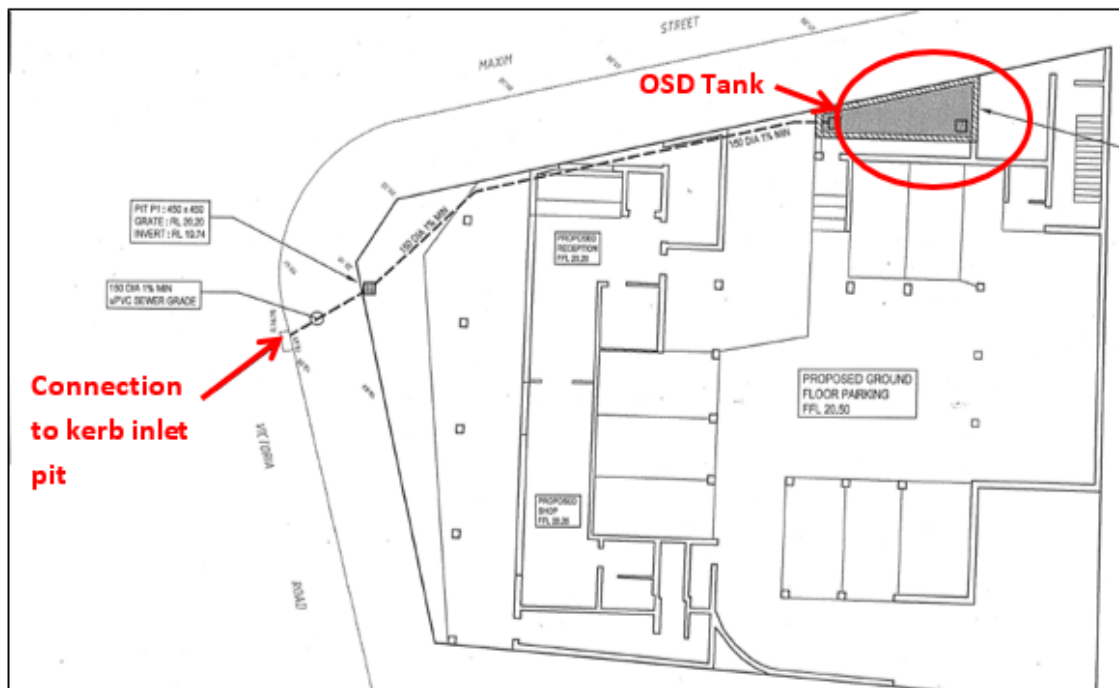 STREET
MAXIM
OSD Tank
150 DIA 1% MIN
PIT P1 : 450 x 450
GRATE : RL 20.20
INVERT : RL 19.74
150 DIA 1% MIN
PROPOSED
RECEPTION
FFL 20.20
150 DIA 1% MIN
uPVC SEWER GRADE
Connection
to kerb inlet
pit
PROPOSED GROUND
FLOOR PARKING
FFL 20.50
VICTORIA
PROPOSED
SHOP
FFL 20.20
ROAD